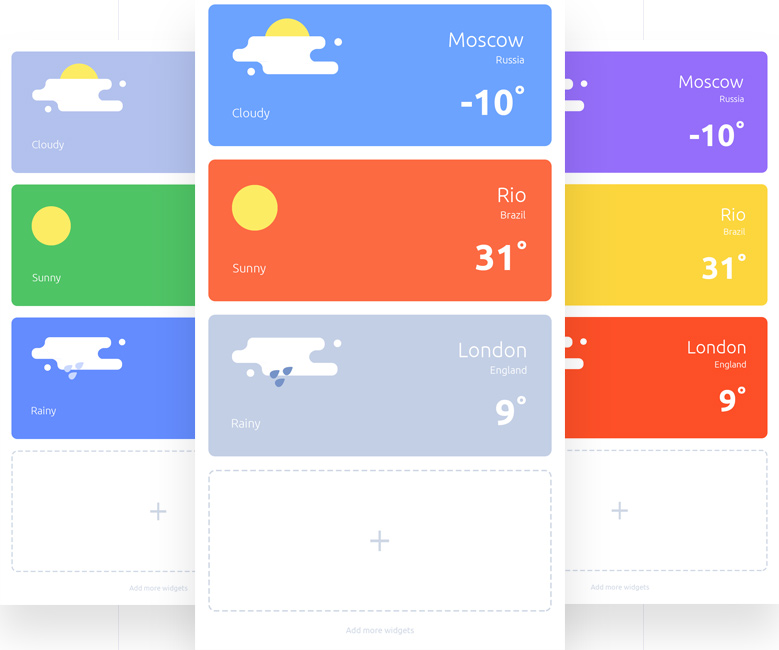 Cloudy
Sunny
Rainy
Add more widgets
Moscow
Russia
-10°
Cloudy
Rio
Brazil
31°
Sunny
London
England
9°
Rainy
Add more widgets
Moscow
Russia
-10°
Rio
Brazil
31°
London
England
9°
Add more widgets